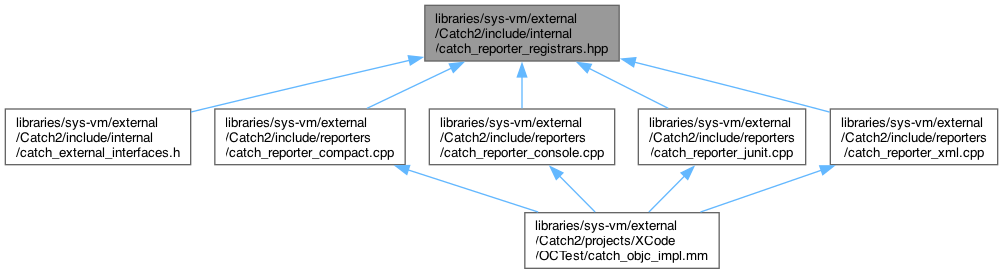 libraries/sys-vm/external
/Catch2/include/internal
/catch_reporter_registrars.hpp
libraries/sys-vm/external
/Catch2/include/internal
/catch_external_interfaces.h
libraries/sys-vm/external
/Catch2/include/reporters
/catch_reporter_compact.cpp
libraries/sys-vm/external
/Catch2/include/reporters
/catch_reporter_console.cpp
libraries/sys-vm/external
/Catch2/include/reporters
/catch_reporter_junit.cpp
libraries/sys-vm/external
/Catch2/include/reporters
/catch_reporter_xml.cpp
libraries/sys-vm/external
/Catch2/projects/XCode
/OCTest/catch_objc_impl.mm